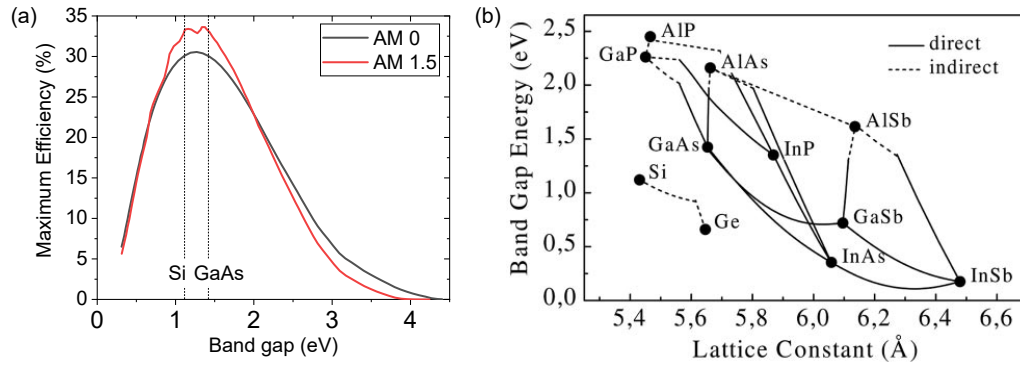 (a)
Maximum Efficiency (%)
35
30
25
20
15
10
5
0
AM 0
AM 1.5
Si
GaAs
0
1
2
3
4
Band gap (eV)
(b)
Band Gap Energy (eV)
2,5
2,0
1,5
1,0
0,5
0,0
AlP
GaP
AlAs
direct
indirect
AlSb
GaAs
InP
Si
Ge
GaSb
InAs
InSb
5,4
5,6
5,8
6,0
6,2
6,4
6,6
Lattice Constant (Å)